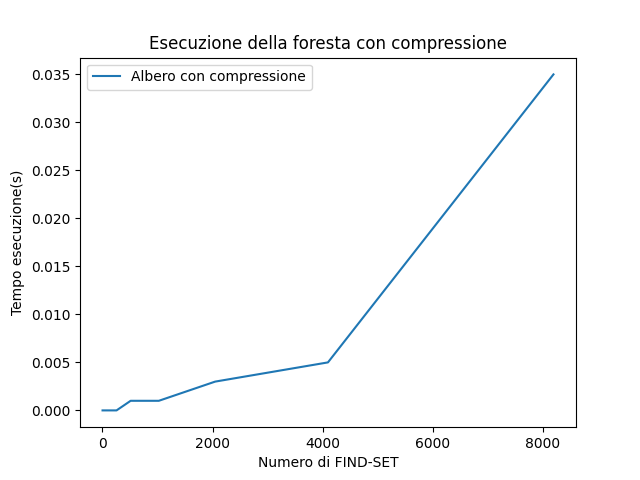 Esecuzione della foresta con compressione
Albero con compressione
Tempo esecuzione(s)
0.035
0.030
0.025
0.020
0.015
0.010
0.005
0.000
0 2000 4000 6000 8000
Numero di FIND-SET